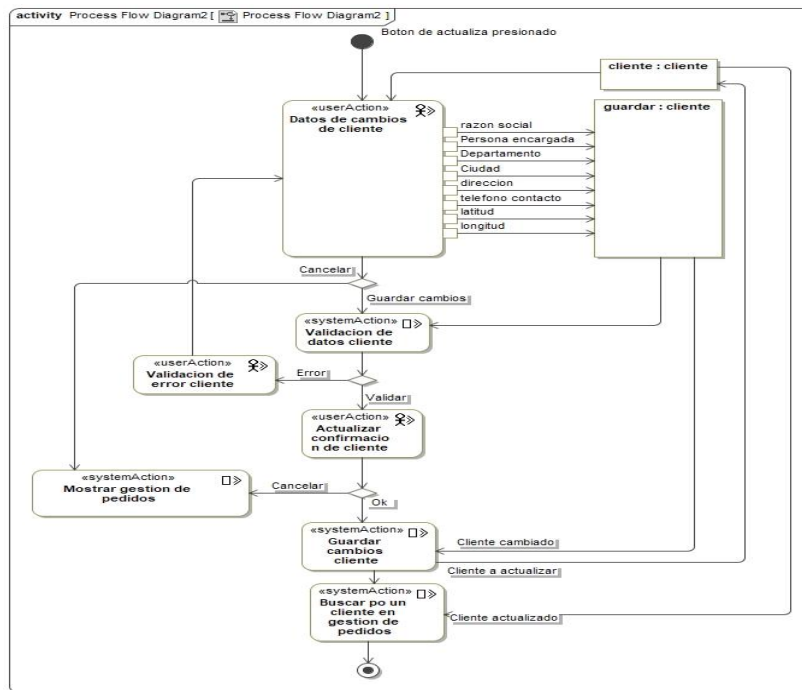 activity Process Flow Diagram2 [ Process Flow Diagram2 ]
Boton de actualiza presionado
cliente : cliente
«userAction»
Datos de cambios
de cliente
guardar : cliente
razon social
Persona encargada
Departamento
Ciudad
direccion
telefono contacto
latitud
longitud
Cancelar
Guardar cambios
«systemAction»
Validacion de
datos cliente
«userAction»
Validacion de
error cliente
Error
Validar
«userAction»
Actualizar
confirmacio
n de cliente
«systemAction»
Mostrar gestion de
pedidos
Cancelar
Ok
«systemAction»
Guardar
cambios
cliente
Cliente cambiado
Cliente a actualizar
«systemAction»
Buscar po un
cliente en
gestion de
pedidos
Cliente actualizado